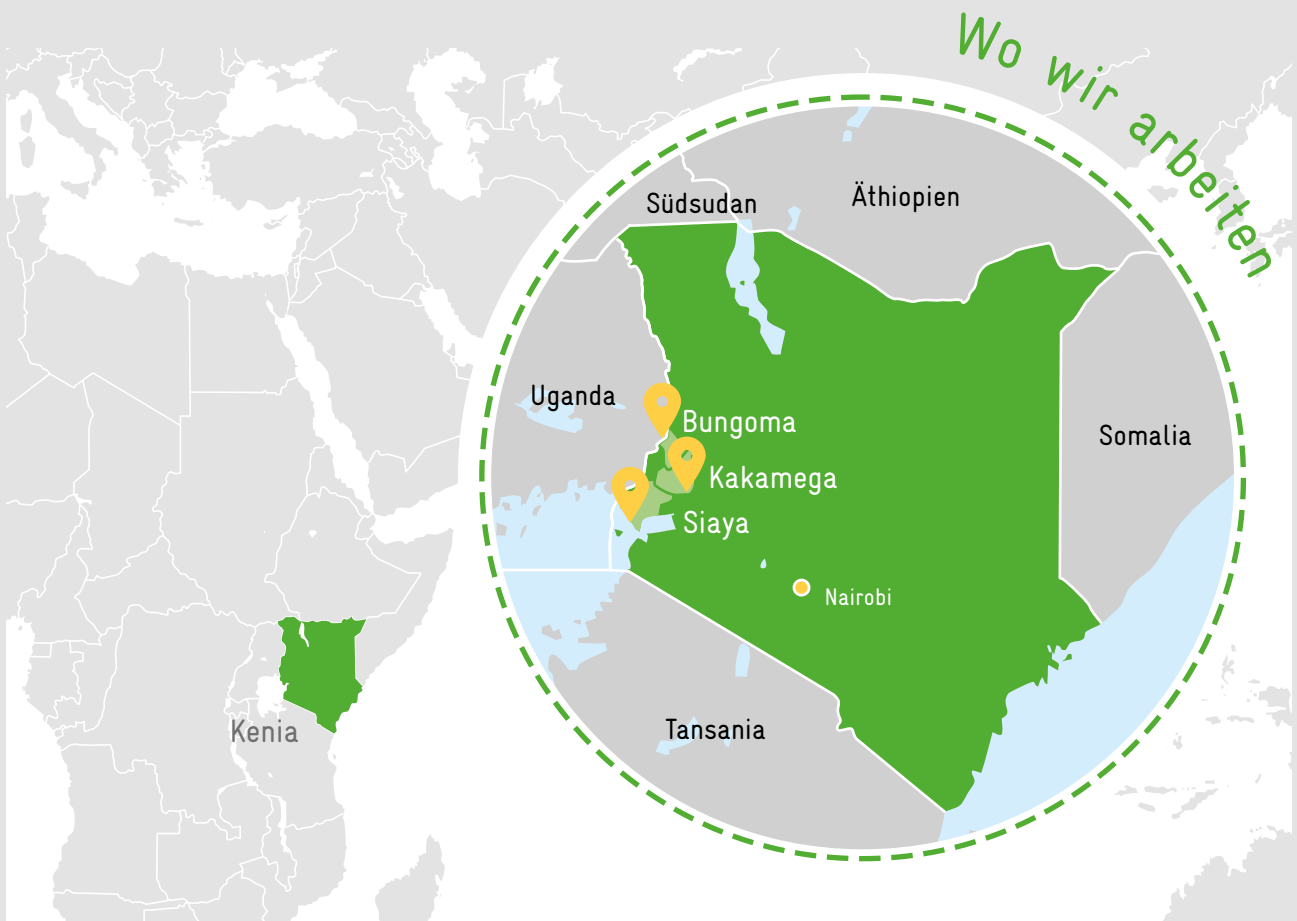 Wo wir arbeiten
Südsudan
Äthiopien
Uganda
Bungoma
Somalia
Kakamega
Siaya
Nairobi
Kenia
Tansania